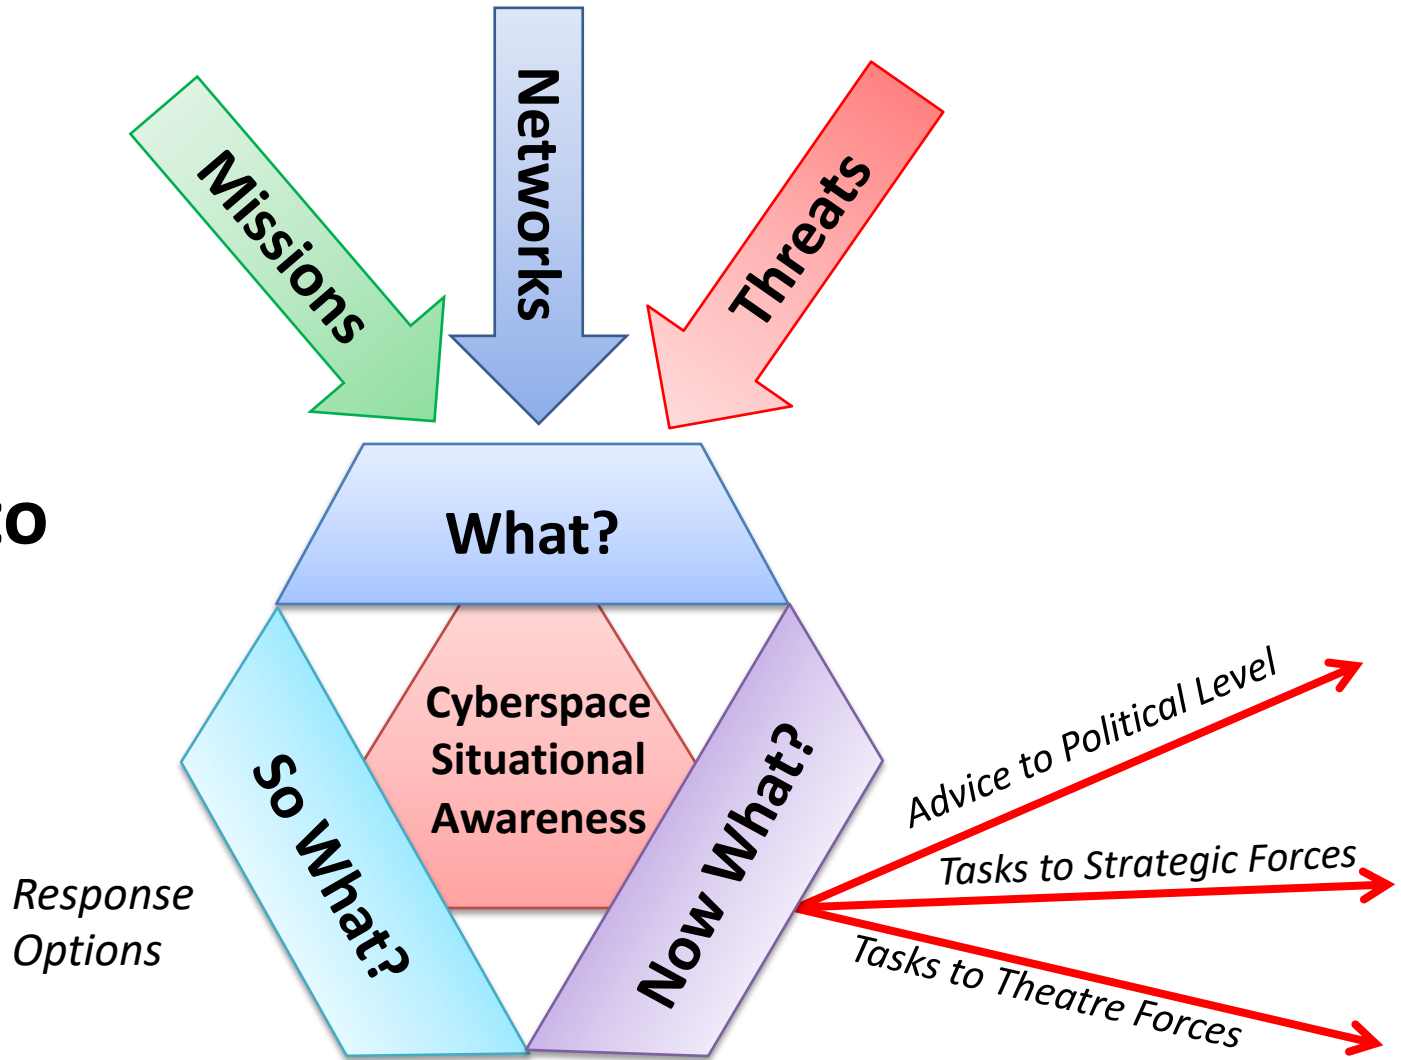 Missions
Networks
Threats
What?
Cyberspace
Situational
Awareness
So What?
Now What?
Response
Options
Advice to Political Level
Tasks to Strategic Forces
Tasks to Theatre Forces